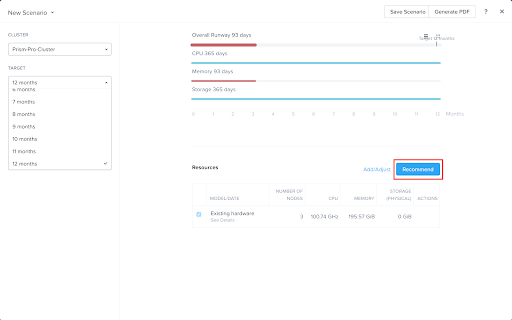 New Scenario
Save Scenario
Generate PDF
?
CLUSTER
Prism-Pro-Cluster
TARGET
12 months
6 months
7 months
8 months
9 months
10 months
11 months
12 months
Overall Runway 93 days
Target 12 months
CPU 365 days
Memory 93 days
Storage 365 days
0 1 2 3 4 5 6 7 8 9 10 11 12 Months
Resources
Add/Adjust
Recommend
MODEL/DATE
NUMBER OF
NODES
CPU
MEMORY
STORAGE
(PHYSICAL)
ACTIONS
Existing hardware
See Details
3
100.74 GHz
195.57 GiB
0 GiB